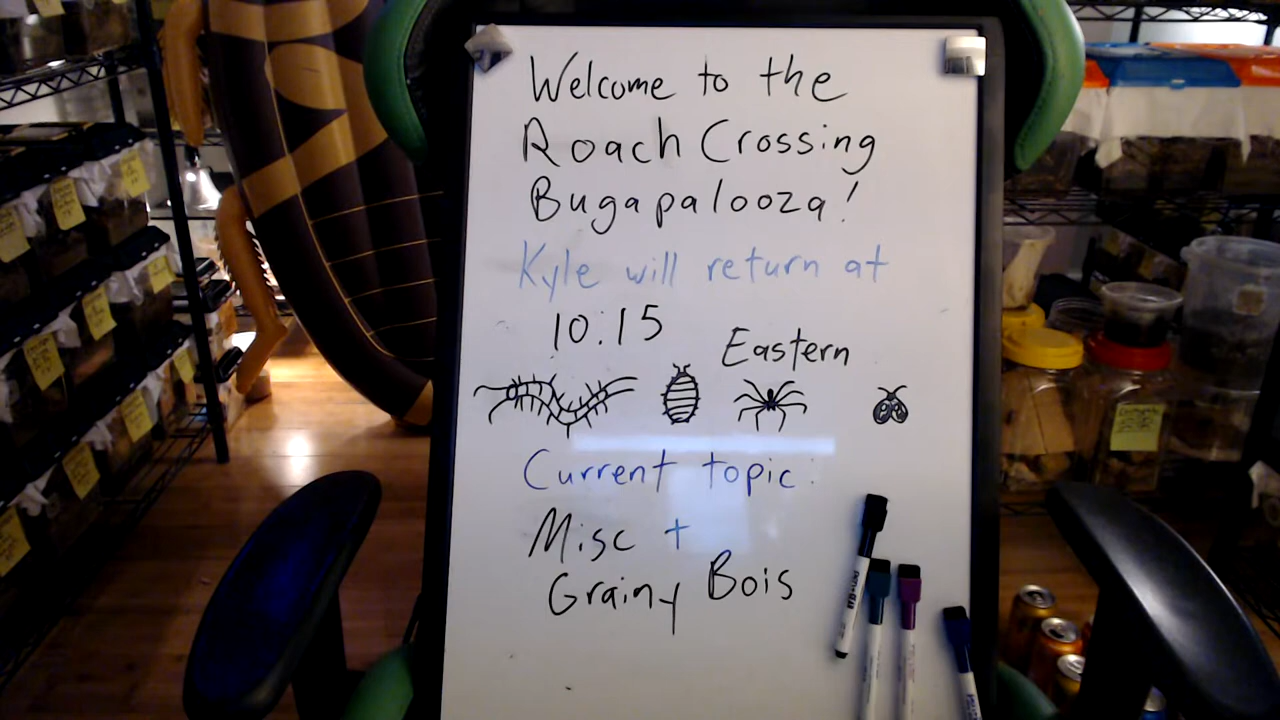 Welcome to the
Roach Crossing
Bugapalooza!
Kyle will return at
10:15
Eastern
Current topic:
Misc +
Grainy Bois